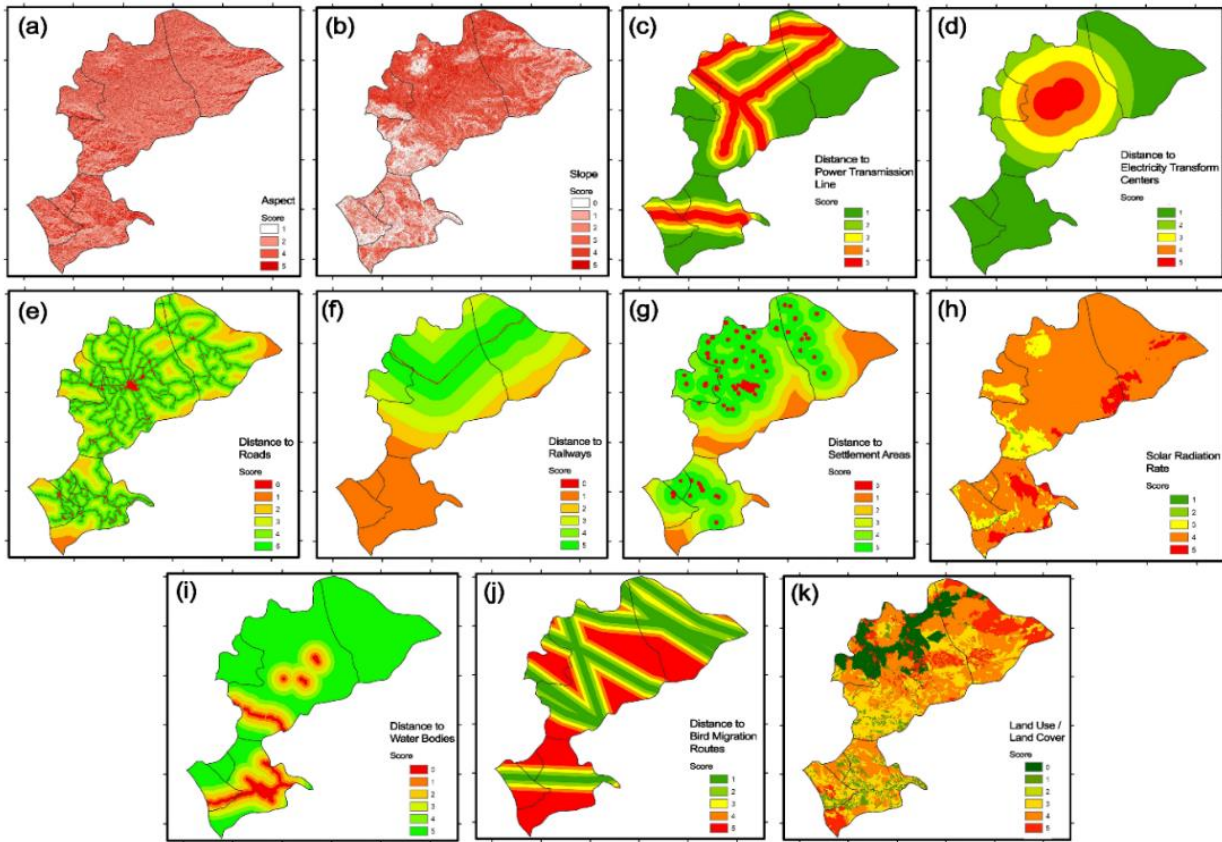 (a)
Aspect
Score
1
2
4
5
(b)
Slope
Score
0
1
2
3
4
5
(c)
Distance to
Power Transmission
Line
Score
1
2
3
4
5
(d)
Distance to
Electricity Transform
Centers
Score
1
2
3
4
5
(e)
Distance to
Roads
Score
0
1
2
3
4
5
(f)
Distance to
Railways
Score
0
1
2
3
4
5
(g)
Distance to
Settlement Areas
Score
0
1
2
3
4
5
(h)
Solar Radiation
Rate
Score
1
2
3
4
5
(i)
Distance to
Water Bodies
Score
0
1
2
3
4
5
(j)
Distance to
Bird Migration
Routes
Score
1
2
3
4
5
(k)
Land Use /
Land Cover
Score
0
1
2
3
4
5